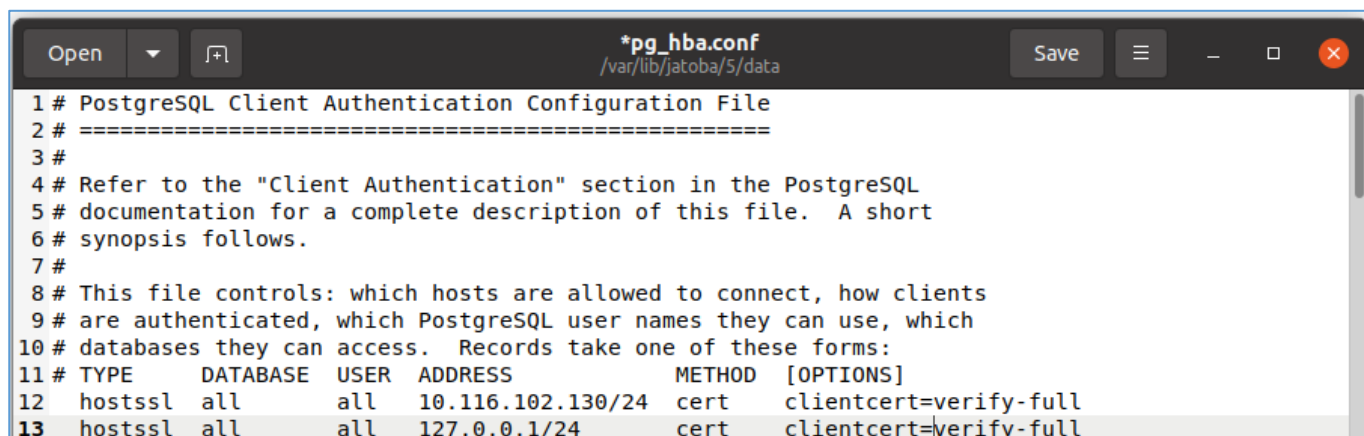 Open
*pg_hba.conf
/var/lib/jatoba/5/data
Save
1 # PostgreSQL Client Authentication Configuration File
2 # ===================================================
3 #
4 # Refer to the "Client Authentication" section in the PostgreSQL
5 # documentation for a complete description of this file.  A short
6 # synopsis follows.
7 #
8 # This file controls: which hosts are allowed to connect, how clients
9 # are authenticated, which PostgreSQL user names they can use, which
10 # databases they can access.  Records take one of these forms:
11 # TYPE     DATABASE  USER  ADDRESS            METHOD  [OPTIONS]
12   hostssl  all       all   10.116.102.130/24  cert    clientcert=verify-full
13   hostssl  all       all   127.0.0.1/24       cert    clientcert=verify-full